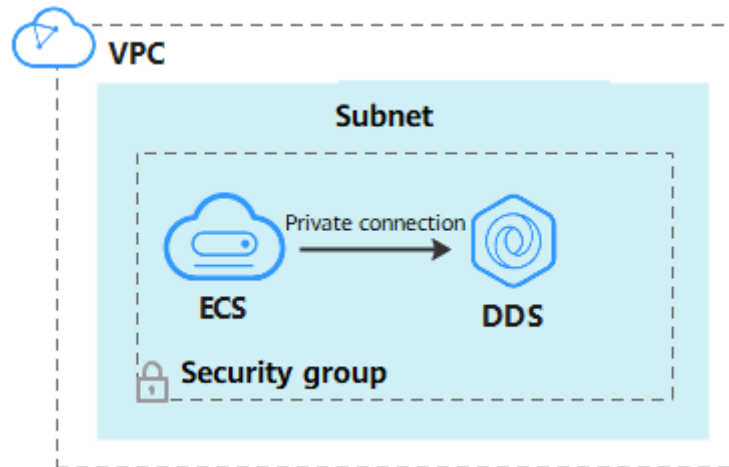 VPC
Subnet
Private connection
ECS
DDS
Security group